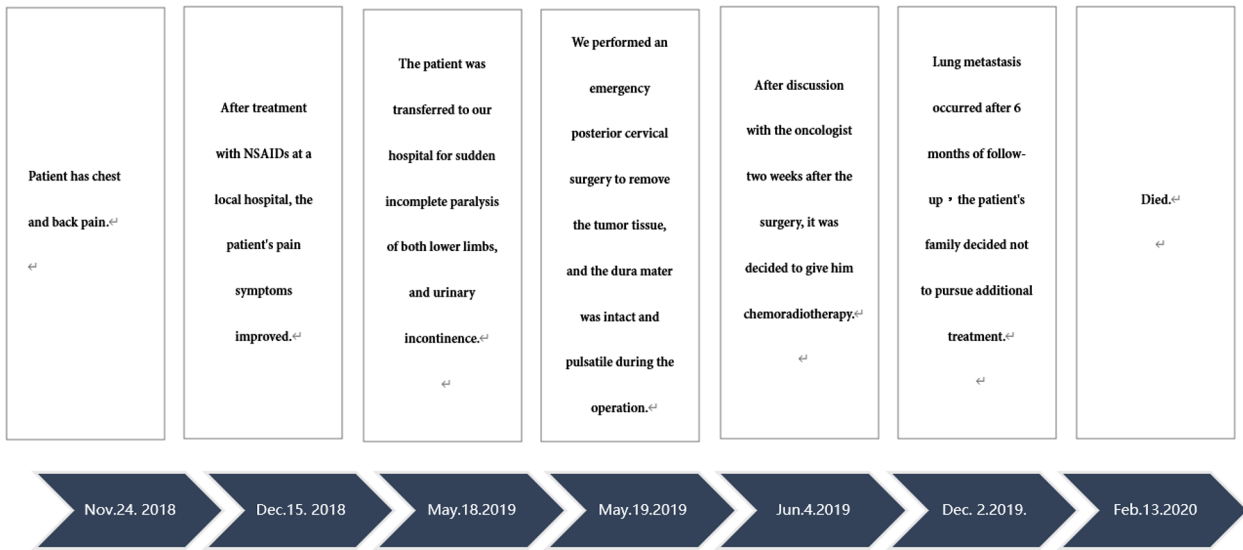 Patient has chest
and back pain.↵
↵
After treatment
with NSAIDs at a
local hospital, the
patient's pain
symptoms
improved.↵
The patient was
transferred to our
hospital for sudden
incomplete paralysis
of both lower limbs,
and urinary
incontinence.↵
↵
We performed an
emergency
posterior cervical
surgery to remove
the tumor tissue,
and the dura mater
was intact and
pulsatile during the
operation.↵
After discussion
with the oncologist
two weeks after the
surgery, it was
decided to give him
chemoradiotherapy.↵
↵
Lung metastasis
occurred after 6
months of follow-
up，the patient's
family decided not
to pursue additional
treatment.↵
↵
Died.↵
↵
Nov.24. 2018
Dec.15. 2018
May.18.2019
May.19.2019
Jun.4.2019
Dec. 2.2019.
Feb.13.2020